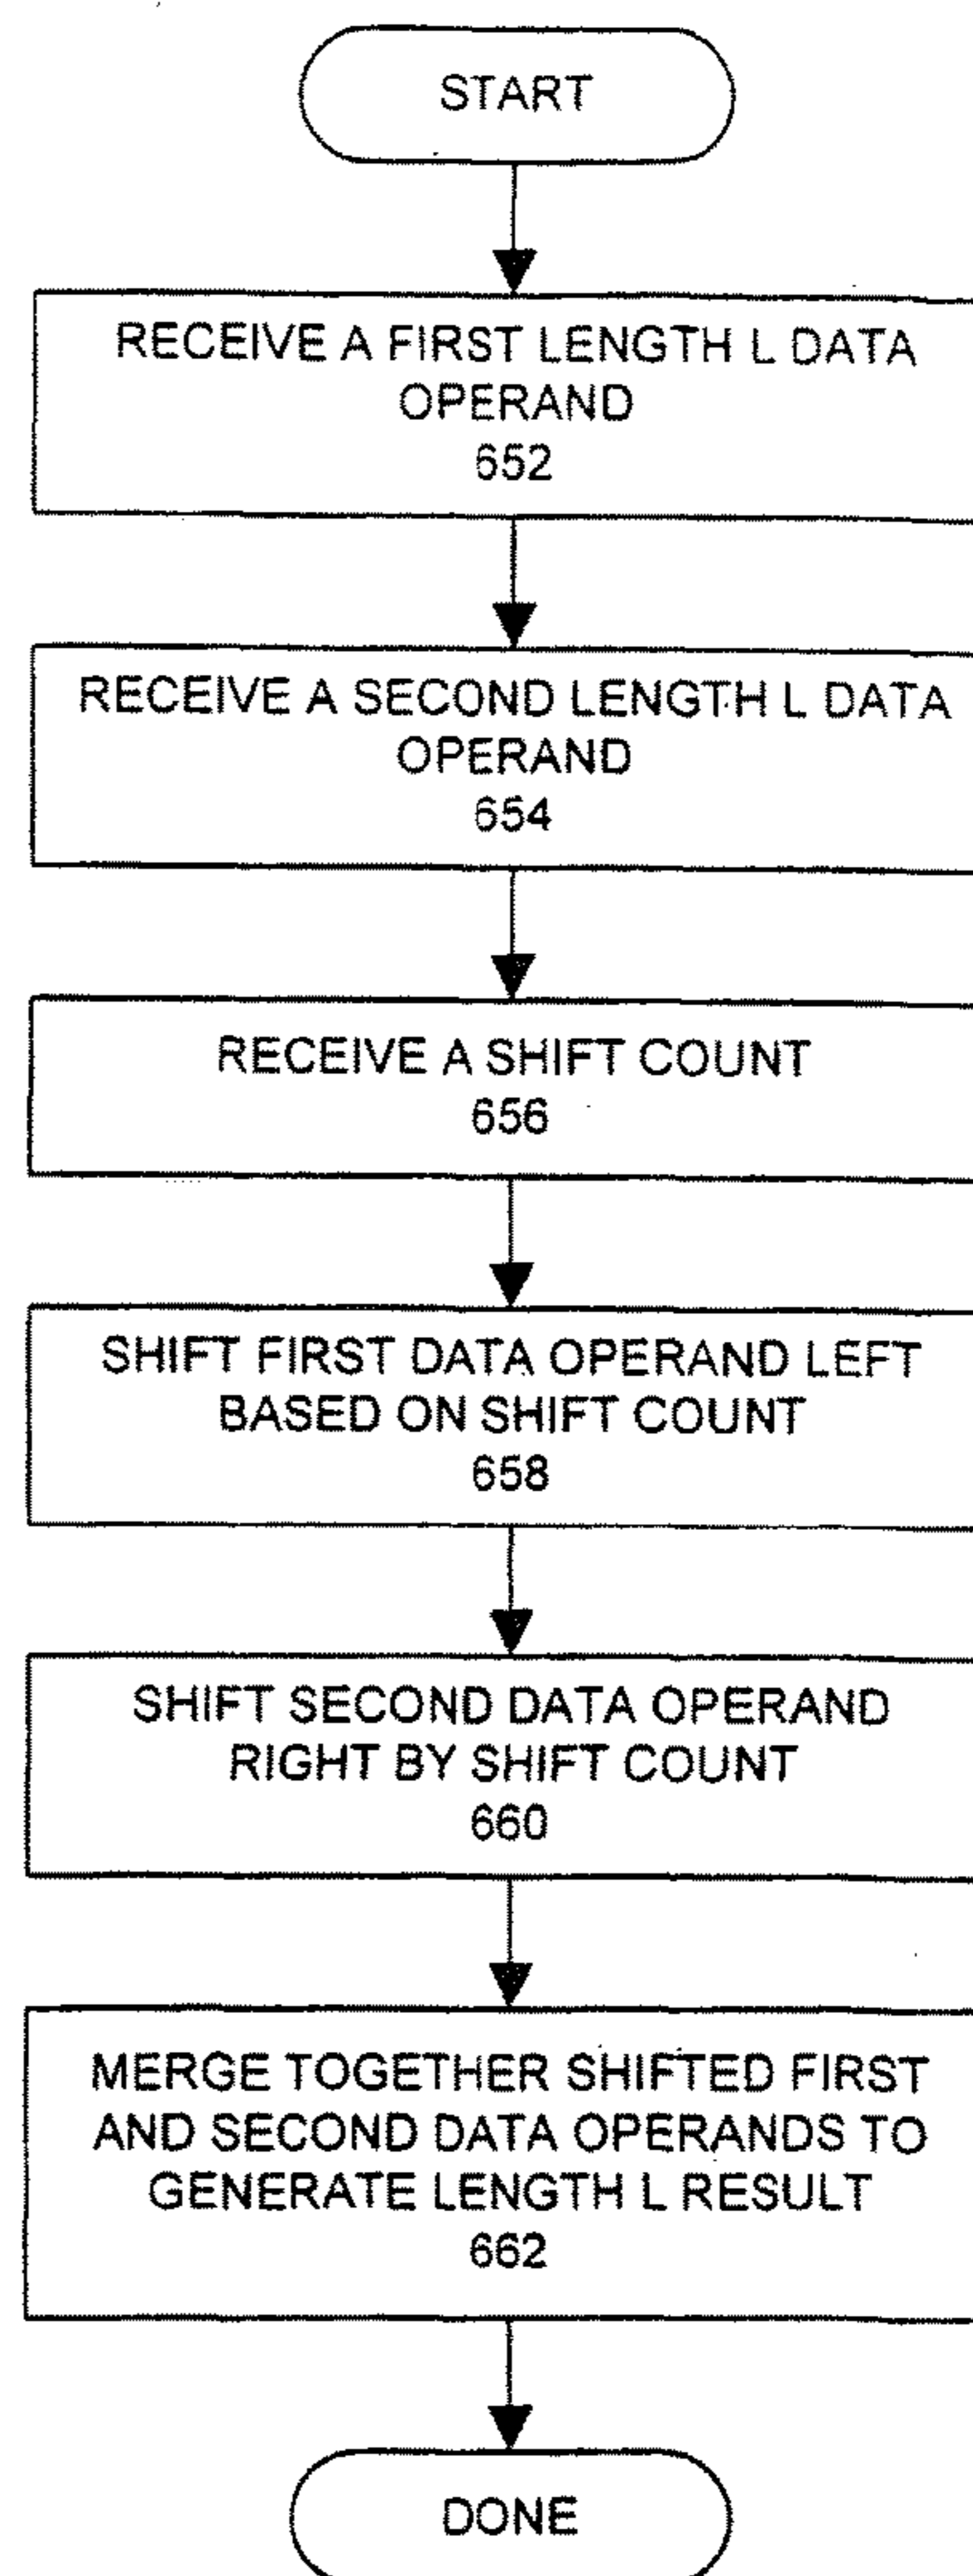 START
RECEIVE A FIRST LENGTH L DATA
OPERAND
652
RECEIVE A SECOND LENGTH L DATA
OPERAND
654
RECEIVE A SHIFT COUNT
656
SHIFT FIRST DATA OPERAND LEFT
BASED ON SHIFT COUNT
658
SHIFT SECOND DATA OPERAND
RIGHT BY SHIFT COUNT
660
MERGE TOGETHER SHIFTED FIRST
AND SECOND DATA OPERANDS TO
GENERATE LENGTH L RESULT
662
DONE